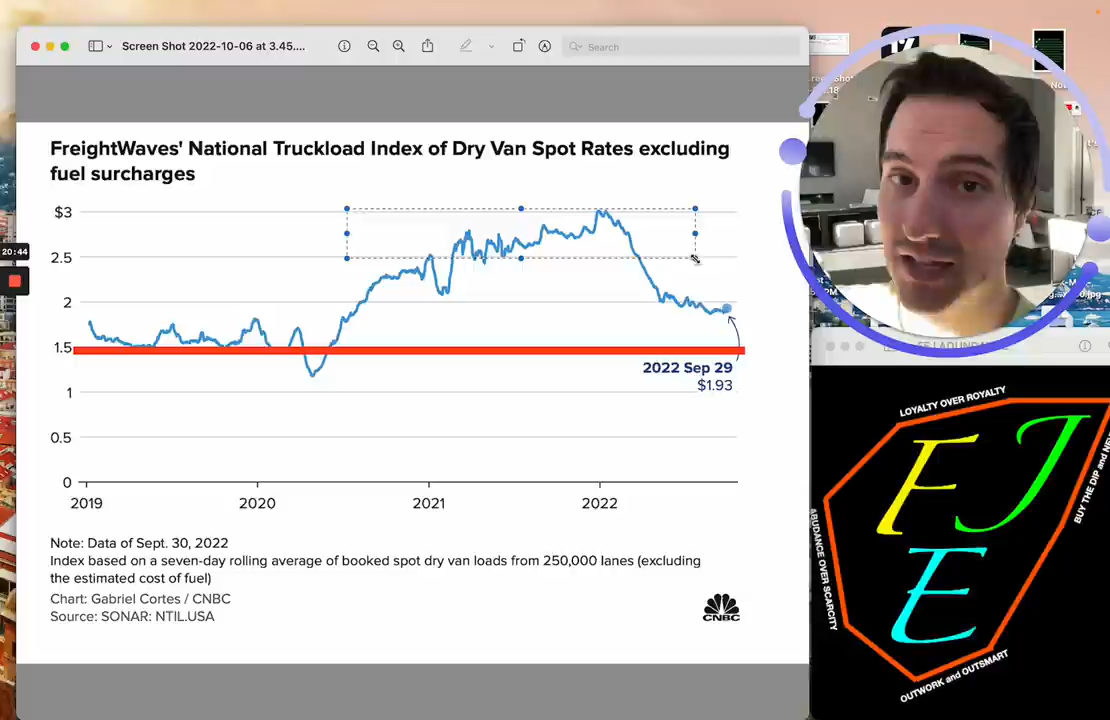 Screen Shot 2022-10-06 at 3.45....
Search
FreightWaves' National Truckload Index of Dry Van Spot Rates excluding
fuel surcharges
$3
2.5
2
1.5
1
0.5
0
2019
2020
2021
2022
2022 Sep 29
$1.93
Note: Data of Sept. 30, 2022
Index based on a seven-day rolling average of booked spot dry van loads from 250,000 lanes (excluding
the estimated cost of fuel)
Chart: Gabriel Cortes / CNBC
Source: SONAR: NTIL.USA
CNBC
20:44
LOYALTY OVER ROYALTY
BUY THE DIP and
F J
E
OVER SCARCITY
OUTWORK and OUTSMART